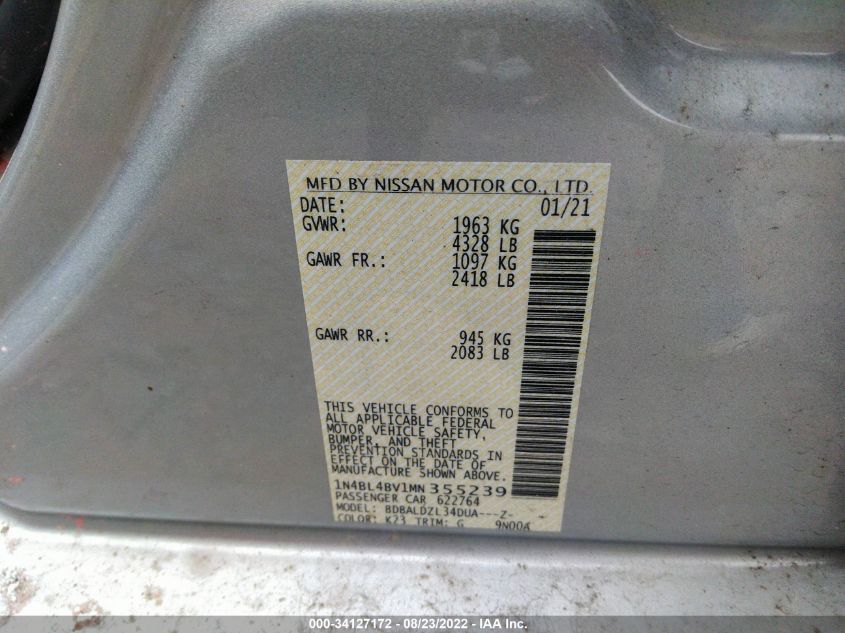 MFD BY NISSAN MOTOR CO., LTD.
DATE: 01/21
GVWR: 1963 KG
4328 LB
GAWR FR.: 1097 KG
2418 LB
GAWR RR.: 945 KG
2083 LB
THIS VEHICLE CONFORMS TO
ALL APPLICABLE FEDERAL
MOTOR VEHICLE SAFETY,
BUMPER, AND THEFT
PREVENTION STANDARDS IN
EFFECT ON THE DATE OF
MANUFACTURE SHOWN ABOVE.
1N4BL4BV1MN355239
PASSENGER CAR 622764
MODEL: BDBALDZL34DUA---Z-
COLOR: K23 TRIM: G
000-34127172 - 08/23/2022 - IAA Inc.